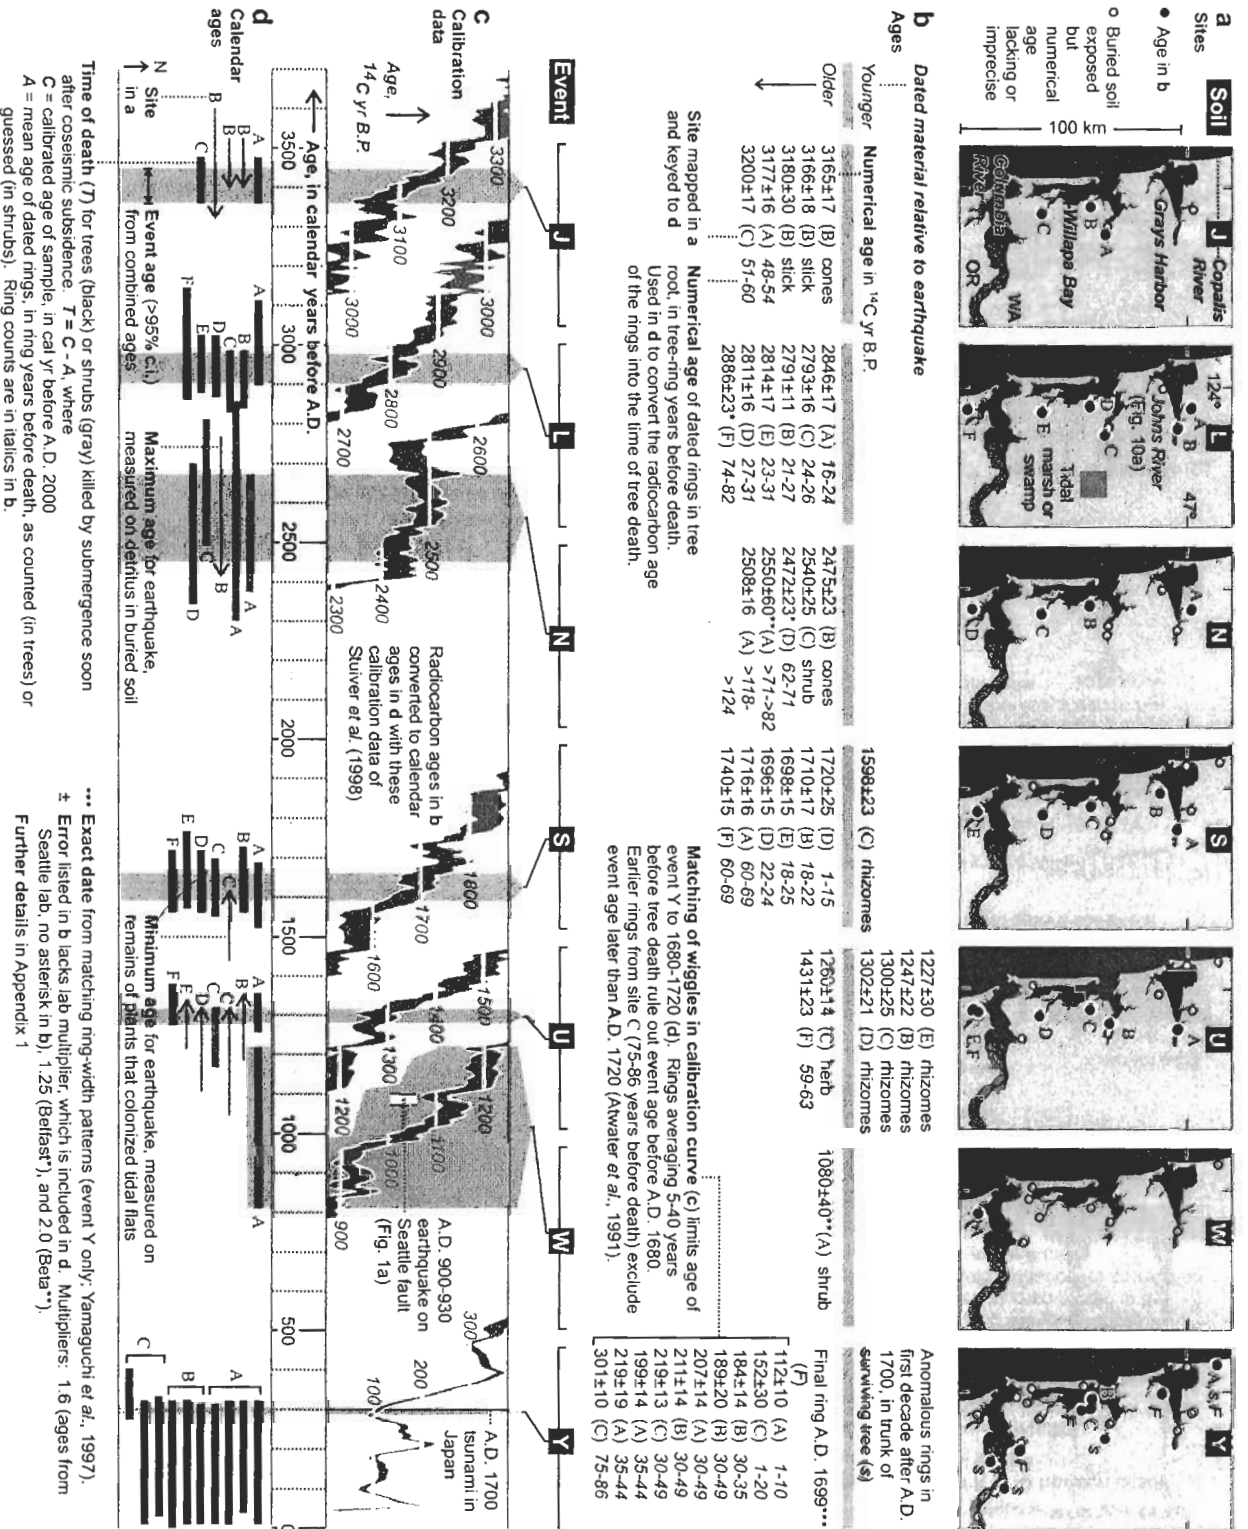 a
Sites
● Age in b
○ Buried soil
exposed
but
numerical
age
lacking or
imprecise
Soil
100 km
J
L
N
S
U
W
Y
Copalis
River
Grays Harbor
Willapa Bay
Columbia
River
WA
OR
A
B
C
124°
47°
Johns River
(Fig. 10a)
Tidal
marsh or
swamp
A
B
C
D
E
F
A
B
C
D
A
B
C
D
E
A
B
C
D
E,F
A
A,s,F
F
B
C
s
F
s
s
b Dated material relative to earthquake
Ages
Younger
Older
Numerical age in 14C yr B.P.
3165±17 (B) cones
3166±18 (B) stick
3180±30 (B) stick
3177±16 (A) 48-54
3200±17 (C) 51-60
2846±17 (A) 16-24
2793±16 (C) 24-26
2791±11 (B) 21-27
2814±17 (E) 23-31
2811±16 (D) 27-31
2886±23* (F) 74-82
2475±23 (B) cones
2540±25 (C) shrub
2472±23* (D) 62-71
2550±60**(A) >71->82
2508±16 (A) >118-
>124
1598±23 (C) rhizomes
1720±25 (D) 1-15
1710±17 (B) 18-22
1698±15 (E) 18-25
1696±15 (D) 22-24
1716±16 (A) 60-69
1740±15 (F) 60-69
1227±30 (E) rhizomes
1247±22 (B) rhizomes
1300±25 (C) rhizomes
1302±21 (D) rhizomes
1260±14 (C) herb
1431±23 (F) 59-63
1080±40**(A) shrub
Anomalous rings in
first decade after A.D.
1700, in trunk of
surviving tree (s)
Final ring A.D. 1699***
(F)
112±10 (A) 1-10
152±30 (C) 1-20
184±14 (B) 30-35
189±20 (B) 30-49
207±14 (A) 30-49
211±14 (B) 30-49
219±13 (C) 30-49
199±14 (A) 35-44
219±19 (A) 35-44
301±10 (C) 75-86
Site mapped in a
and keyed to d
Numerical age of dated rings in tree
root, in tree-ring years before death.
Used in d to convert the radiocarbon age
of the rings into the time of tree death.
Matching of wiggles in calibration curve (c) limits age of
event Y to 1680-1720 (d). Rings averaging 5-40 years
before tree death rule out event age before A.D. 1680.
Earlier rings from site C (75-86 years before death) exclude
event age later than A.D. 1720 (Atwater et al., 1991).
Event
J
L
N
S
U
W
Y
c
Calibration
data
Age,
14C yr B.P.
3300
3200
3100
3000
3000
2900
2800
2700
2600
2500
2400
2300
1800
1700
1600
1500
1400
1300
1200
1200
1100
1000
900
300
200
100
Radiocarbon ages in b
converted to calendar
ages in d with these
calibration data of
Stuiver et al. (1998)
A.D. 900-930
earthquake on
Seattle fault
(Fig. 1a)
A.D. 1700
tsunami in
Japan
Age, in calendar years before A.D.
3500
3000
2500
2000
1500
1000
500
0
d
Calendar
ages
N
Site
in a
A
B
B
B
C
A
B
C
D
E
F
A
A
B
C
D
A
B
C
C
D
E
F
A
B
C
C
D
E
F
A
A
B
C
Event age (>95% c.i.)
from combined ages
Maximum age for earthquake,
measured on detritus in buried soil
Minimum age for earthquake, measured on
remains of plants that colonized tidal flats
Time of death (T) for trees (black) or shrubs (gray) killed by submergence soon
after coseismic subsidence. T = C - A, where
C = calibrated age of sample, in cal yr before A.D. 2000
A = mean age of dated rings, in ring years before death, as counted (in trees) or
guessed (in shrubs). Ring counts are in italics in b.
*** Exact date from matching ring-width patterns (event Y only; Yamaguchi et al., 1997).
± Error listed in b lacks lab multiplier, which is included in d. Multipliers: 1.6 (ages from
Seattle lab, no asterisk in b), 1.25 (Belfast*), and 2.0 (Beta**).
Further details in Appendix 1